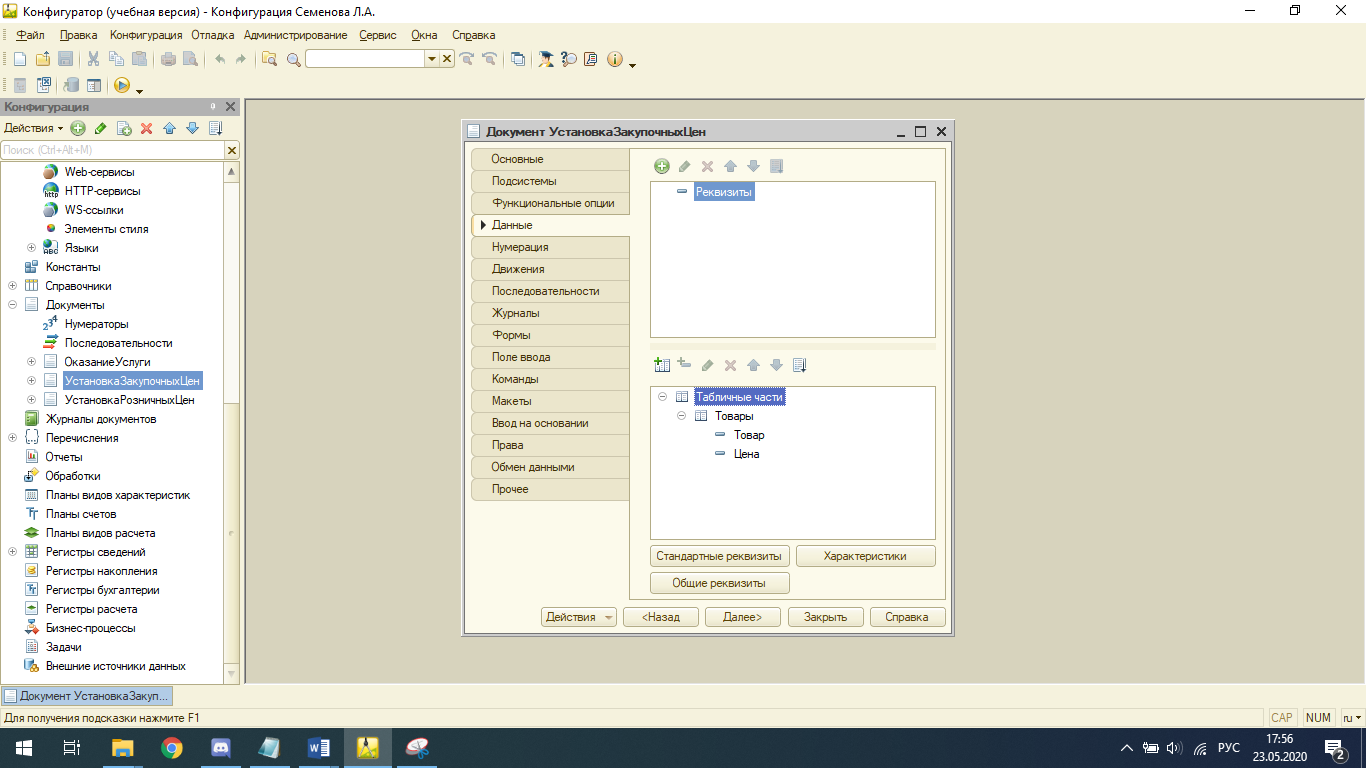 Конфигуратор (учебная версия) - Конфигурация Семенова Л.А.
Файл Правка Конфигурация Отладка Администрирование Сервис Окна Справка
Конфигурация
Действия
Поиск (Ctrl+Alt+M)
Web-сервисы
HTTP-сервисы
WS-ссылки
Элементы стиля
Языки
Константы
Справочники
Документы
Нумераторы
Последовательности
ОказаниеУслуги
УстановкаЗакупочныхЦен
УстановкаРозничныхЦен
Журналы документов
Перечисления
Отчеты
Обработки
Планы видов характеристик
Планы счетов
Планы видов расчета
Регистры сведений
Регистры накопления
Регистры бухгалтерии
Регистры расчета
Бизнес-процессы
Задачи
Внешние источники данных
Документ УстановкаЗакупочныхЦен
Основные
Подсистемы
Функциональные опции
Данные
Нумерация
Движения
Последовательности
Журналы
Формы
Поле ввода
Команды
Макеты
Ввод на основании
Права
Обмен данными
Прочее
Реквизиты
Табличные части
Товары
Товар
Цена
Стандартные реквизиты Характеристики
Общие реквизиты
Действия <Назад Далее> Закрыть Справка
Документ УстановкаЗакуп...
Для получения подсказки нажмите F1
CAP NUM ru
РУС
17:56
23.05.2020
2